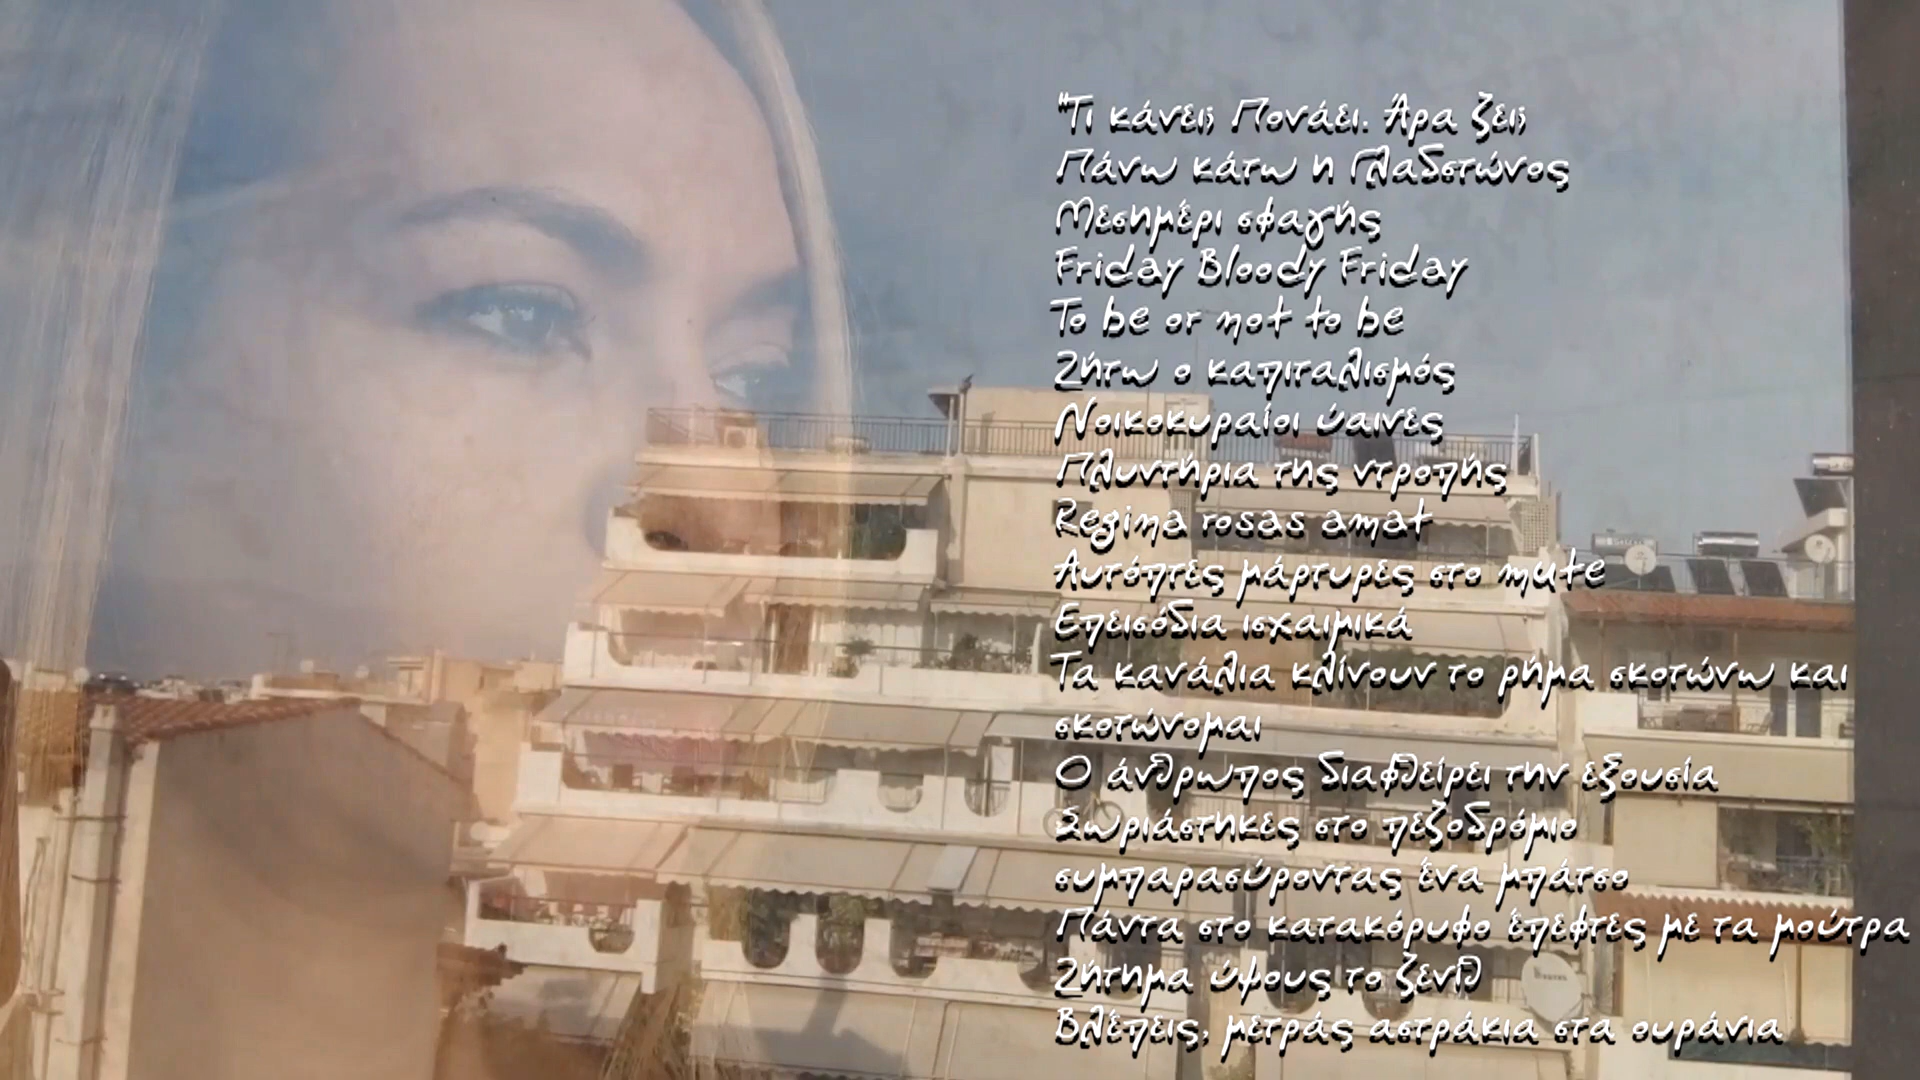 "Τι κάνει; Πονάει. Άρα ζει;
Πάνω κάτω η Γλαδστώνος
Μεσημέρι σφαγής
Friday Bloody Friday
To be or not to be
Ζήτω ο καπιταλισμός
Νοικοκυραίοι ύαινες
Πλυντήρια της ντροπής
Regina rosas amat
Αυτόπτες μάρτυρες στο mute
Επεισόδια ισχαιμικά
Τα κανάλια κλίνουν το ρήμα σκοτώνω και
σκοτώνομαι
Ο άνθρωπος διαφθείρει την εξουσία
Σωριάστηκες στο πεζοδρόμιο
συμπαρασύροντας ένα μπάτσο
Πάντα στο κατακόρυφο έπεφτες με τα μούτρα
Ζήτημα ύψους το ζενίθ
Βλέπεις, μετράς αστράκια στα ουράνια